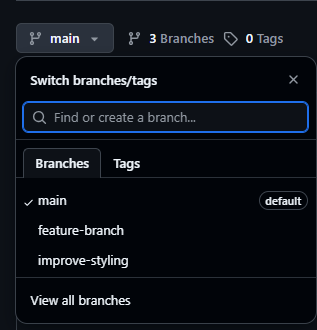 main 3 Branches 0 Tags
Switch branches/tags
Find or create a branch...
Branches Tags
main default
feature-branch
improve-styling
View all branches